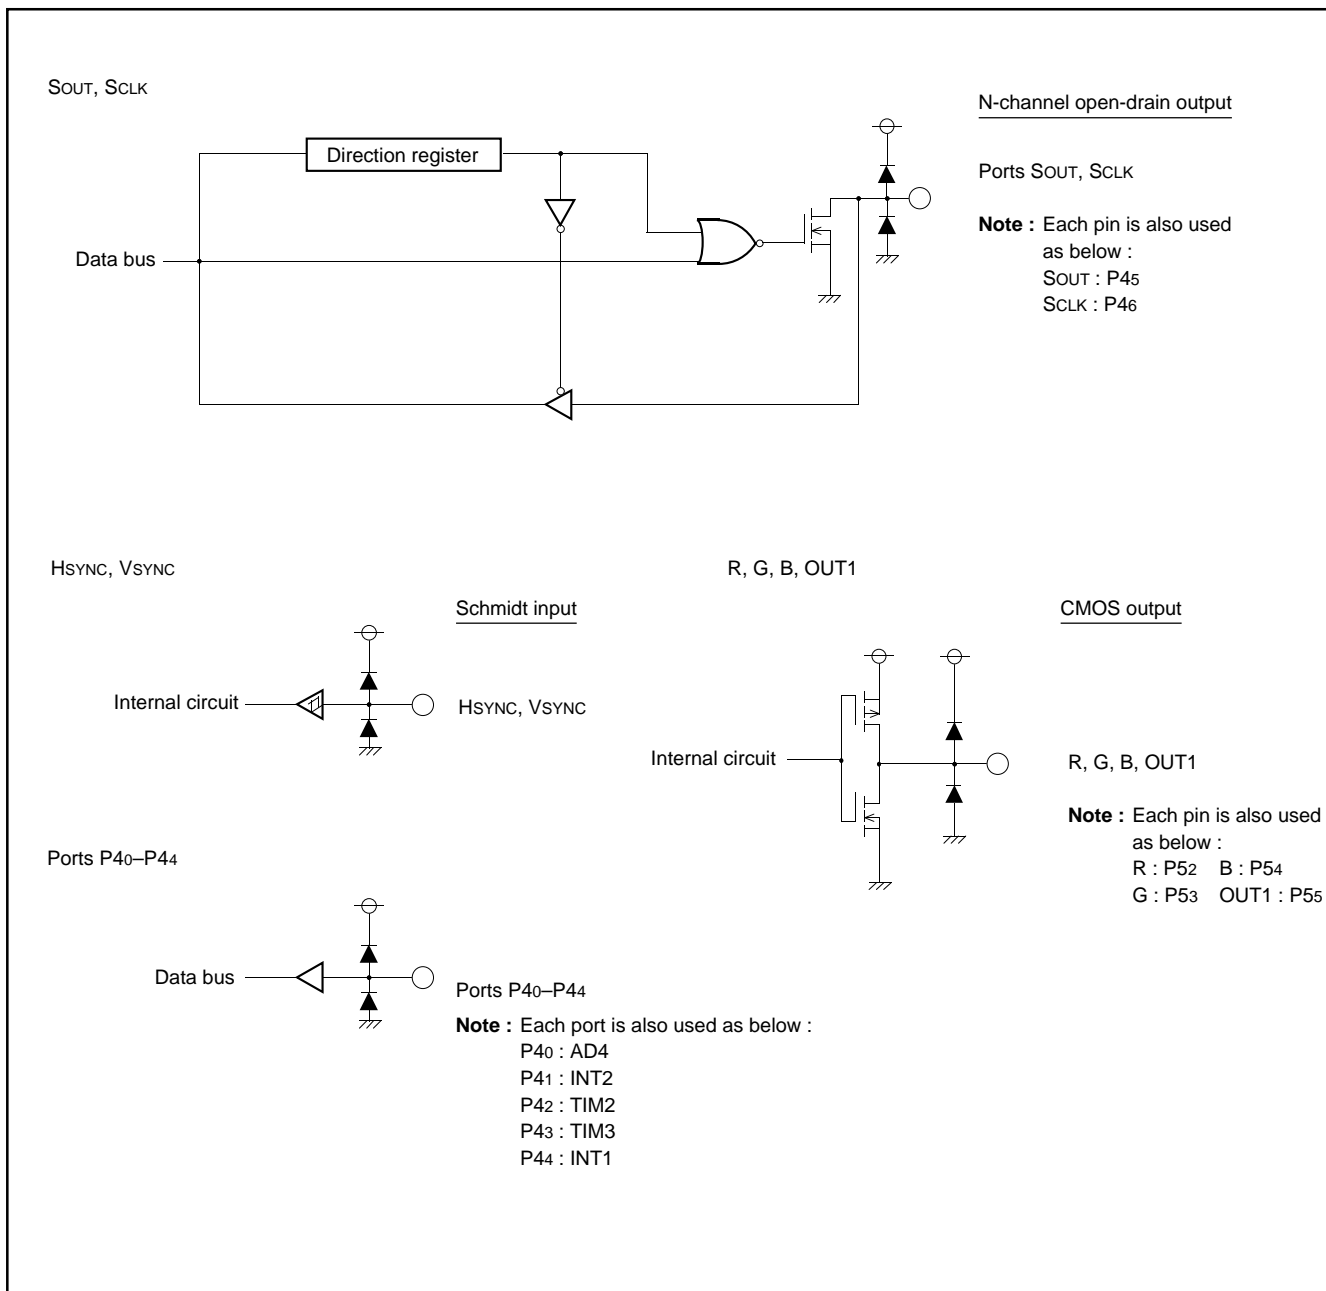 SOUT, SCLK
N-channel open-drain output
Direction register
Ports SOUT, SCLK
Note : Each pin is also used
as below :
SOUT : P45
SCLK : P46
Data bus
HSYNC, VSYNC
Schmidt input
Internal circuit
HSYNC, VSYNC
R, G, B, OUT1
CMOS output
Internal circuit
R, G, B, OUT1
Note : Each pin is also used
as below :
R : P52 B : P54
G : P53 OUT1 : P55
Ports P40–P44
Data bus
Ports P40–P44
Note : Each port is also used as below :
P40 : AD4
P41 : INT2
P42 : TIM2
P43 : TIM3
P44 : INT1